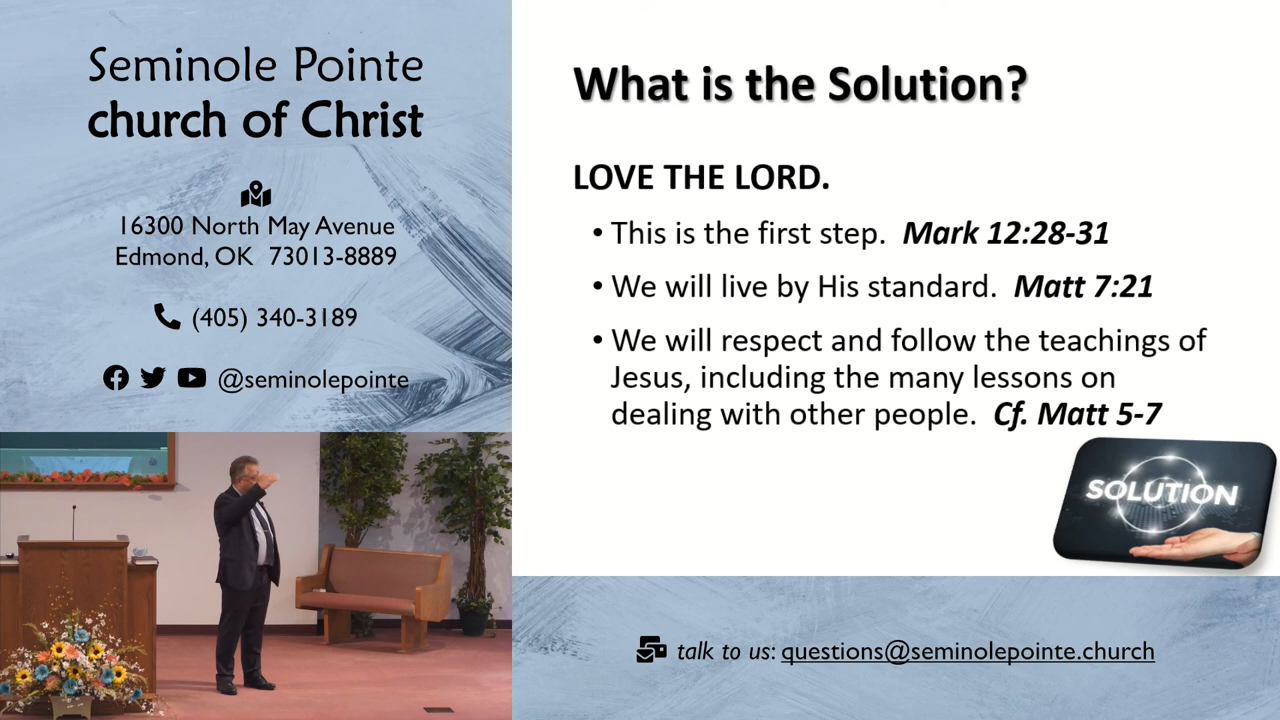 Seminole Pointe
church of Christ
16300 North May Avenue
Edmond, OK 73013-8889
(405) 340-3189
@seminolepointe
What is the Solution?
LOVE THE LORD.
• This is the first step. Mark 12:28-31
• We will live by His standard. Matt 7:21
• We will respect and follow the teachings of
Jesus, including the many lessons on
dealing with other people. Cf. Matt 5-7
SOLUTION
talk to us: questions@seminolepointe.church